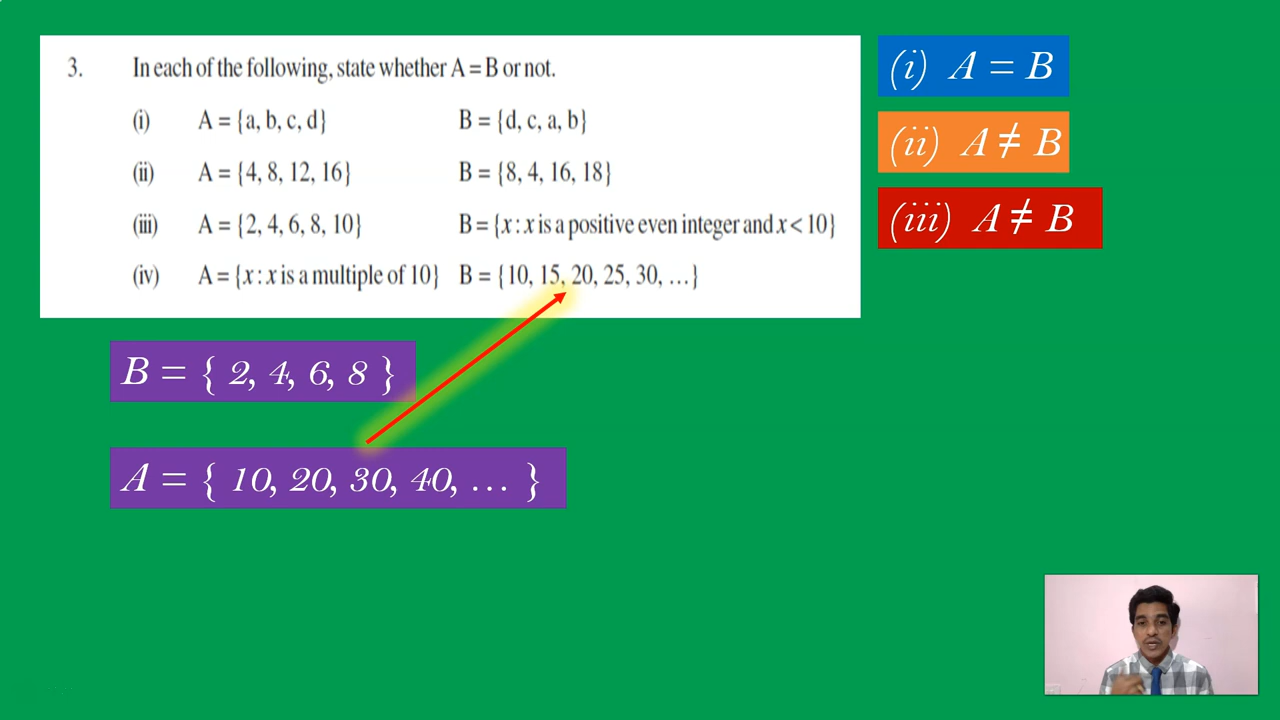 3. In each of the following, state whether A = B or not.
(i) A = {a, b, c, d} B = {d, c, a, b}
(ii) A = {4, 8, 12, 16} B = {8, 4, 16, 18}
(iii) A = {2, 4, 6, 8, 10} B = {x : x is a positive even integer and x < 10}
(iv) A = {x : x is a multiple of 10} B = {10, 15, 20, 25, 30, ...}
(i) A = B
(ii) A ≠ B
(iii) A ≠ B
B = { 2, 4, 6, 8 }
A = { 10, 20, 30, 40, ... }